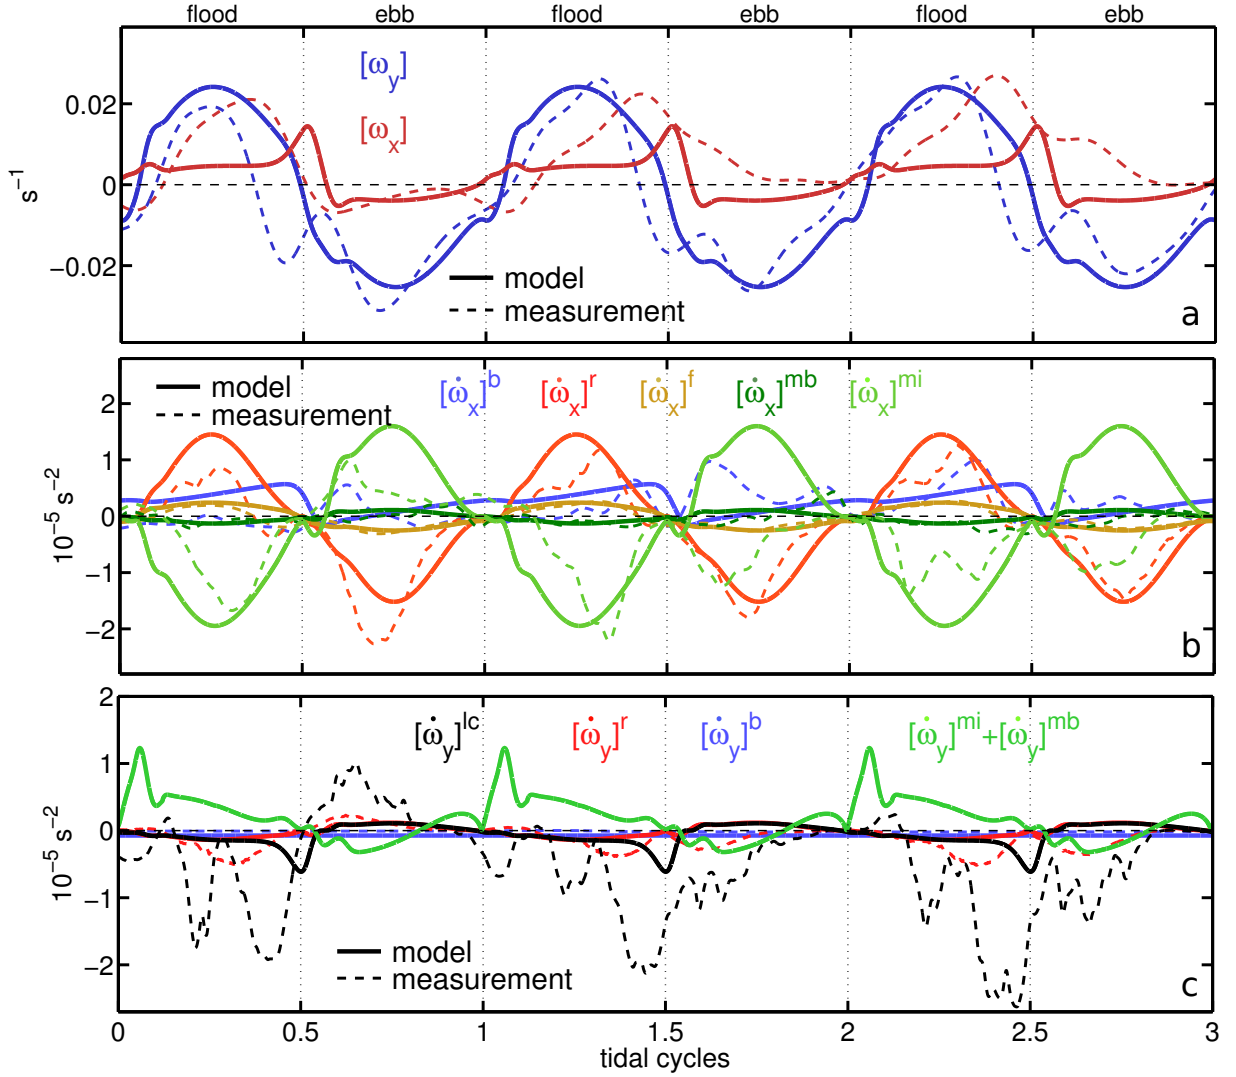 flood ebb flood ebb flood ebb
[ω_y]
0.02
[ω_x]
s⁻¹
0
−0.02
model
measurement
a
model
measurement
[ω̇_x]^b [ω̇_x]^r [ω̇_x]^f [ω̇_x]^mb [ω̇_x]^mi
2
1
0
−1
−2
10⁻⁵ s⁻²
b
2
[ω̇_y]^lc [ω̇_y]^r [ω̇_y]^b [ω̇_y]^mi+[ω̇_y]^mb
1
0
−1
−2
10⁻⁵ s⁻²
model
measurement
c
0 0.5 1 1.5 2 2.5 3
tidal cycles